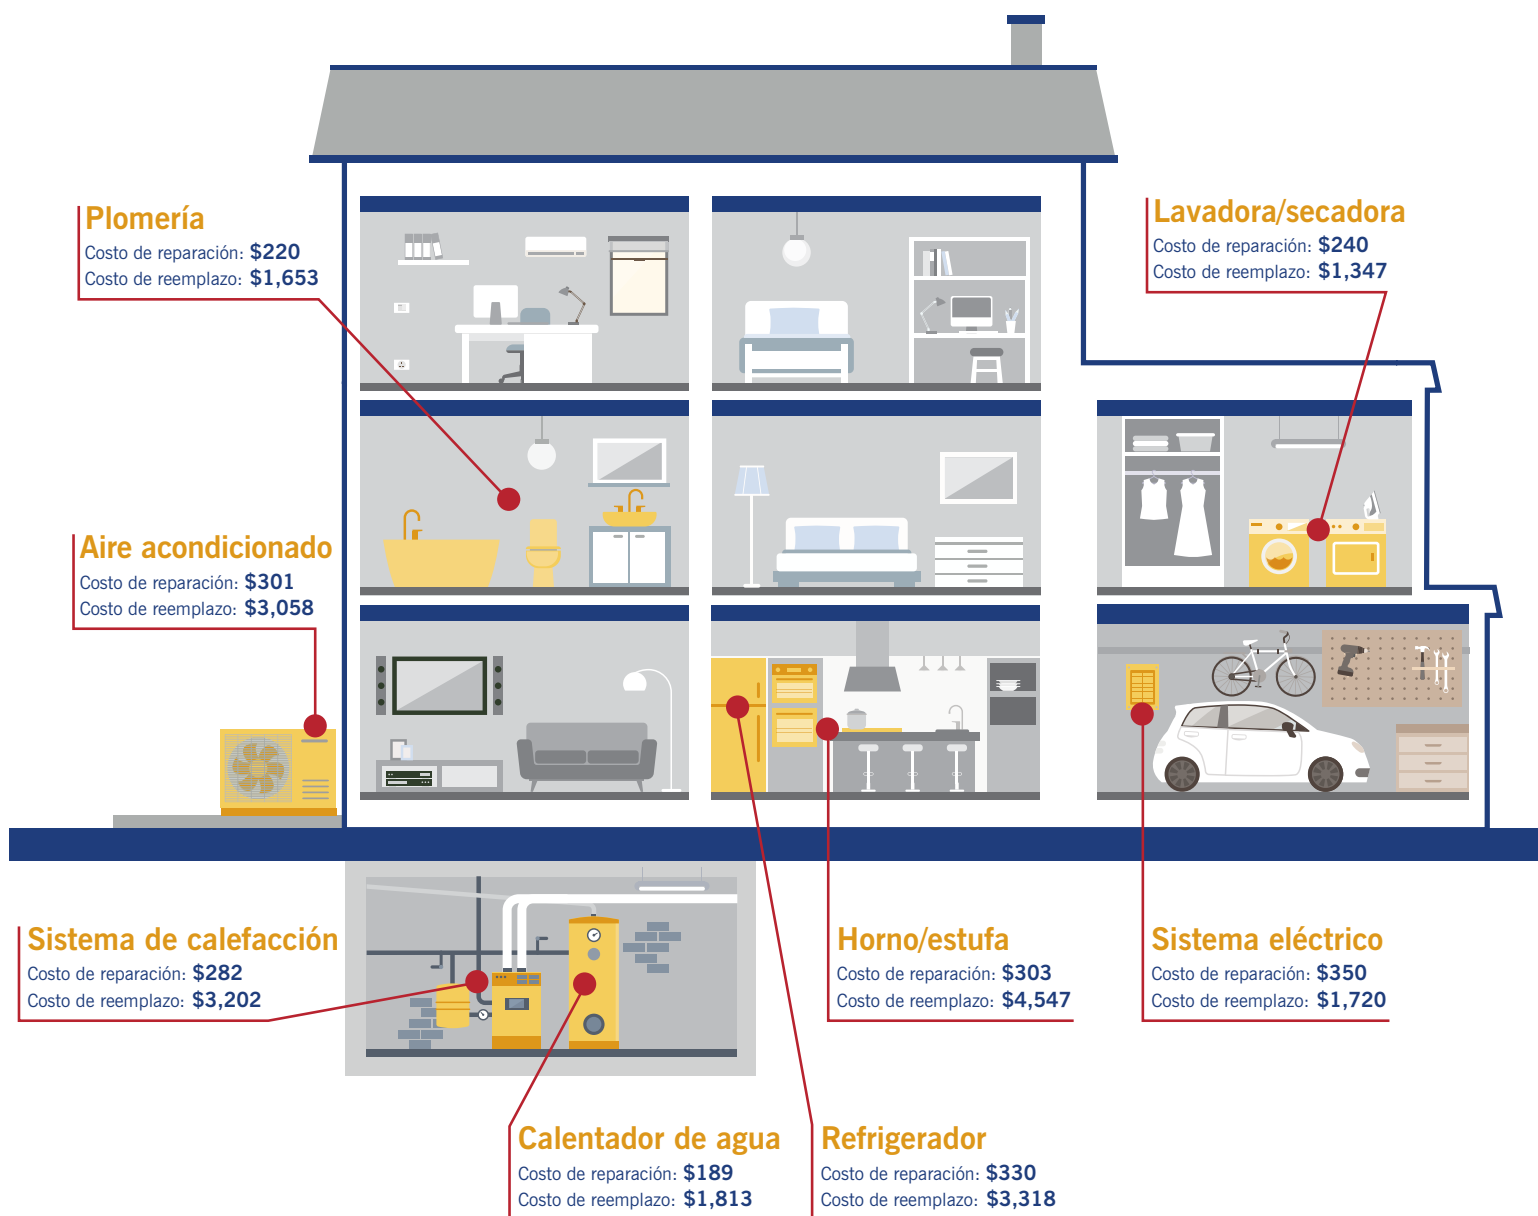 Plomería
Costo de reparación: $220
Costo de reemplazo: $1,653
Lavadora/secadora
Costo de reparación: $240
Costo de reemplazo: $1,347
Aire acondicionado
Costo de reparación: $301
Costo de reemplazo: $3,058
Sistema de calefacción
Costo de reparación: $282
Costo de reemplazo: $3,202
Horno/estufa
Costo de reparación: $303
Costo de reemplazo: $4,547
Sistema eléctrico
Costo de reparación: $350
Costo de reemplazo: $1,720
Calentador de agua
Costo de reparación: $189
Costo de reemplazo: $1,813
Refrigerador
Costo de reparación: $330
Costo de reemplazo: $3,318